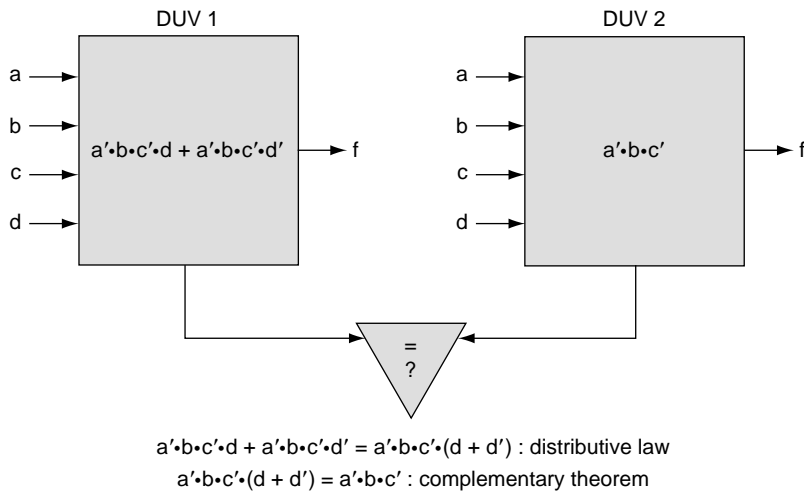 DUV 1
DUV 2
a
b
c
d
a′•b•c′•d + a′•b•c′•d′
f
a
b
c
d
a′•b•c′
f
=
?
a′•b•c′•d + a′•b•c′•d′ = a′•b•c′•(d + d′) : distributive law
a′•b•c′•(d + d′) = a′•b•c′ : complementary theorem